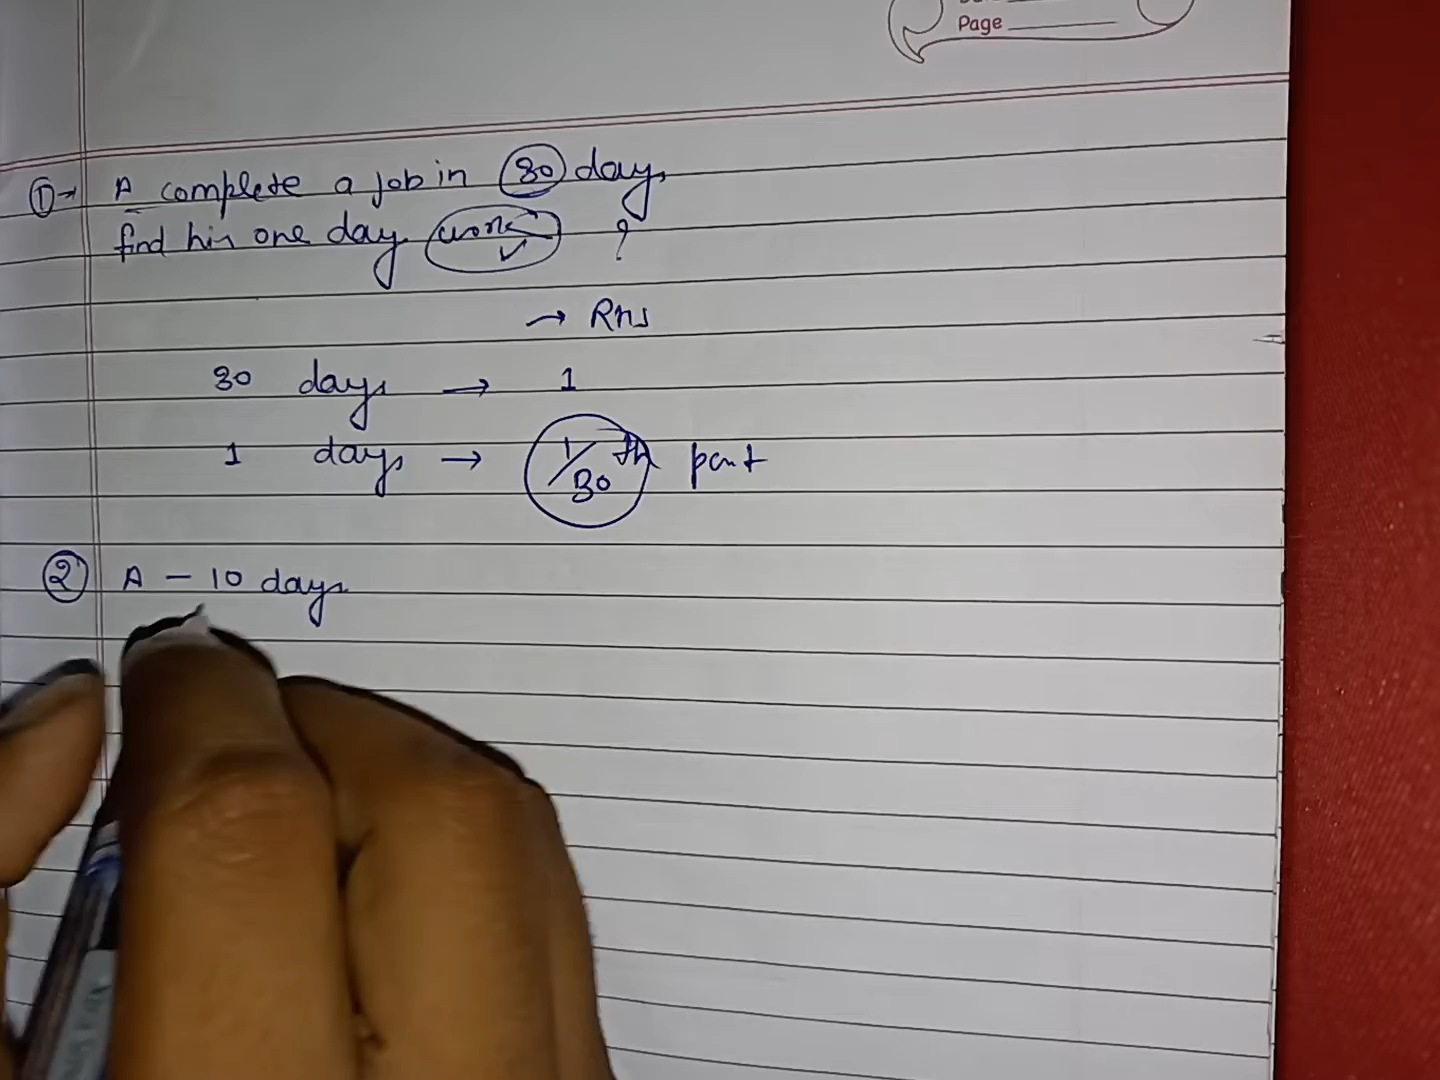 Page
①→ A complete a job in 30 days
find his one day work ?
→ RHS
30 days → 1
1 days → 1/30 th part
② A - 10 days